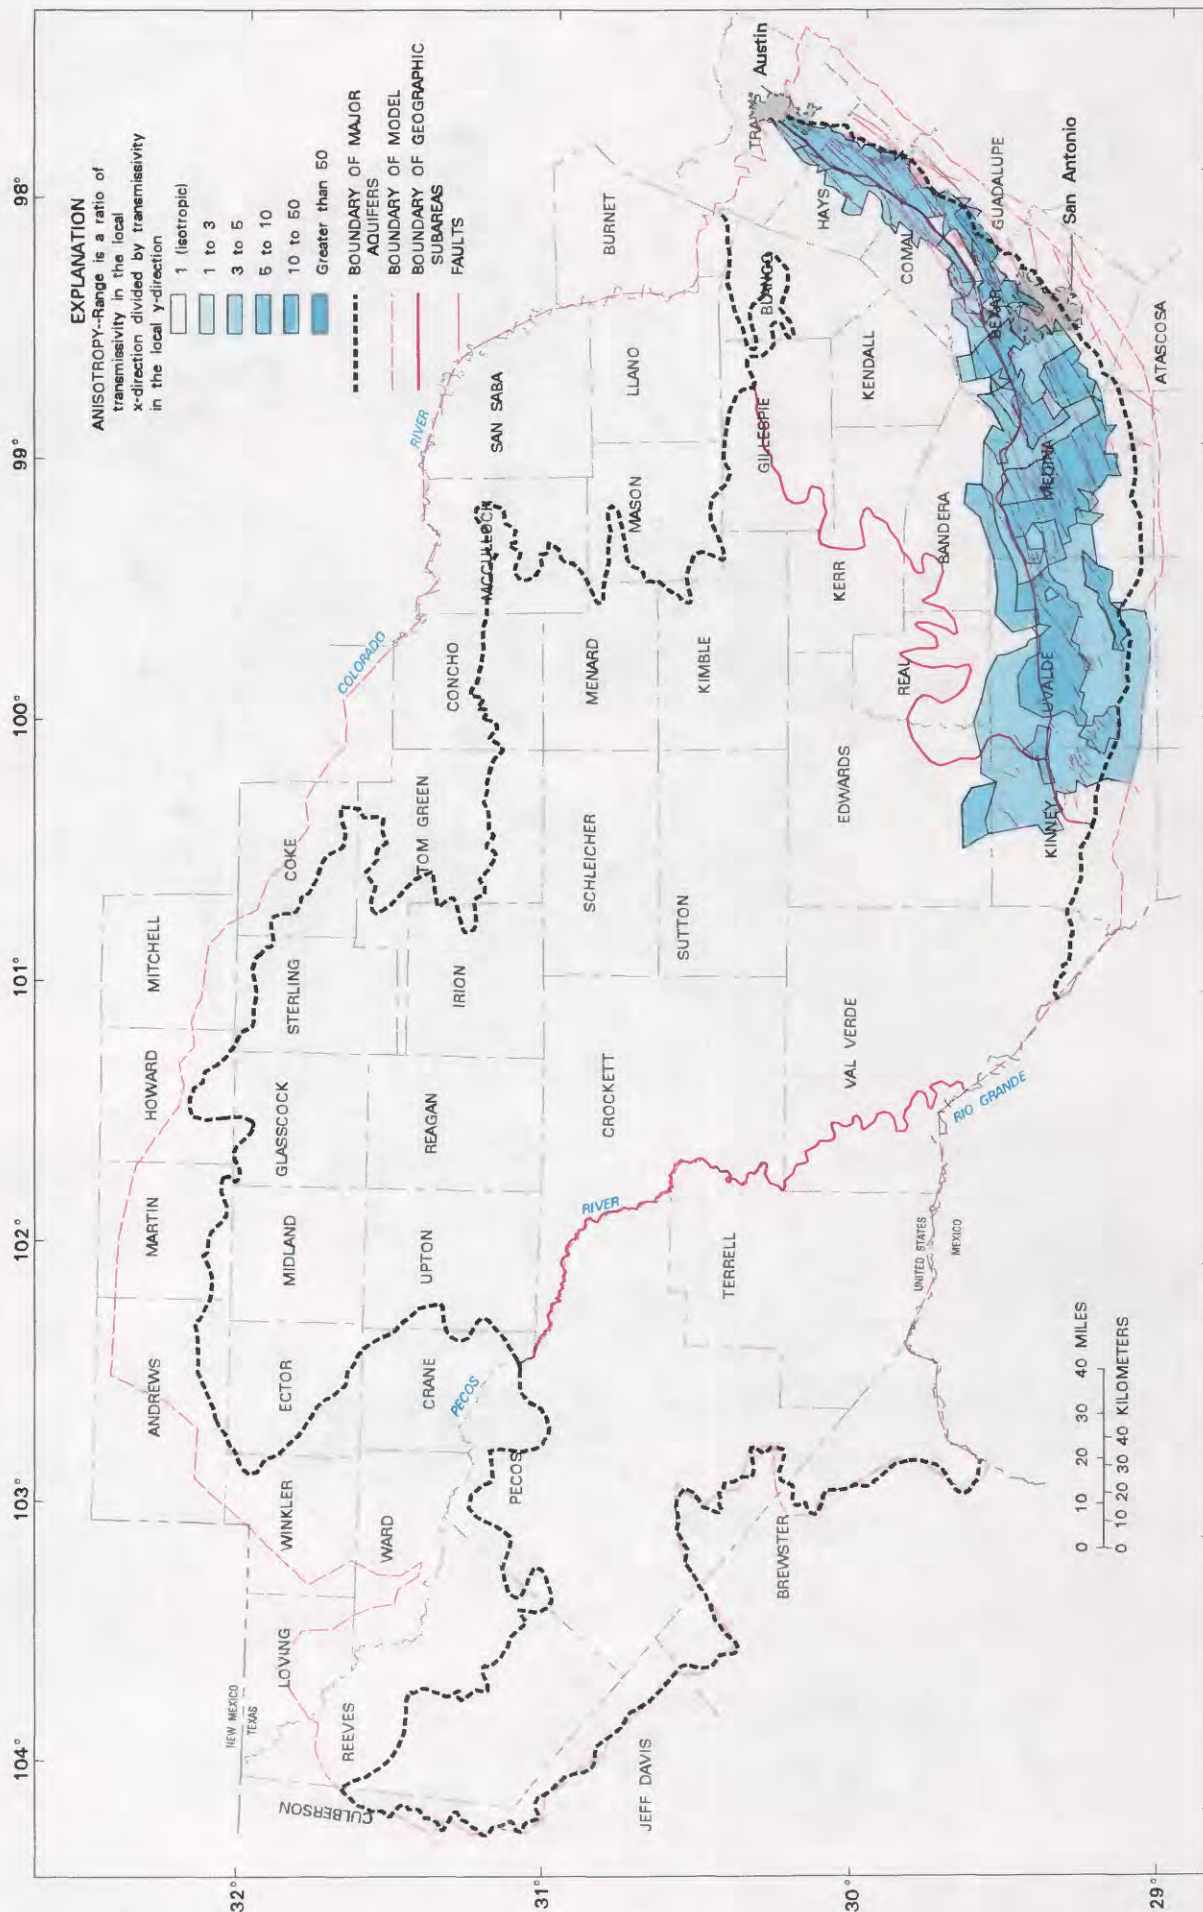 104°
103°
102°
101°
100°
99°
98°
32°
31°
30°
29°
EXPLANATION
ANISOTROPY--Range is a ratio of
transmissivity in the local
x-direction divided by transmissivity
in the local y-direction
1 (isotropic)
1 to 3
3 to 5
5 to 10
10 to 50
Greater than 50
BOUNDARY OF MAJOR
AQUIFERS
BOUNDARY OF MODEL
BOUNDARY OF GEOGRAPHIC
SUBAREAS
FAULTS
NEW MEXICO
TEXAS
CULBERSON
REEVES
LOVING
WINKLER
WARD
ANDREWS
MARTIN
HOWARD
MITCHELL
ECTOR
MIDLAND
GLASSCOCK
STERLING
COKE
CRANE
UPTON
REAGAN
IRION
TOM GREEN
CONCHO
MCCULLOCH
SAN SABA
COLORADO
RIVER
PECOS
RIVER
JEFF DAVIS
PECOS
BREWSTER
TERRELL
CROCKETT
SCHLEICHER
SUTTON
MENARD
KIMBLE
MASON
LLANO
BURNET
VAL VERDE
EDWARDS
REAL
KERR
GILLESPIE
BLANCO
KENDALL
BANDERA
KINNEY
UVALDE
MEDINA
BEXAR
COMAL
HAYS
TRAVIS
Austin
GUADALUPE
San Antonio
ATASCOSA
RIO GRANDE
UNITED STATES
MEXICO
0 10 20 30 40 MILES
0 10 20 30 40 KILOMETERS